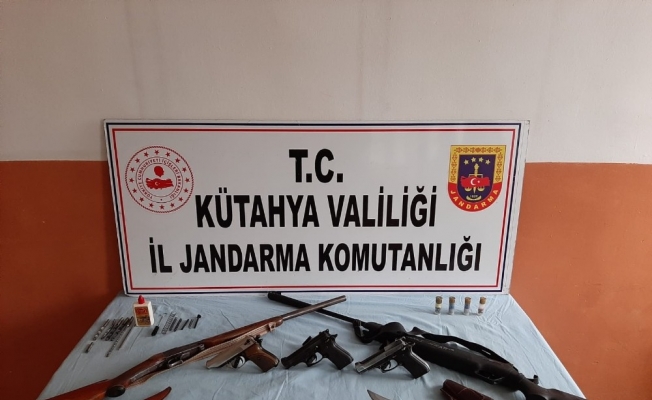 T.C.
KÜTAHYA VALİLİĞİ
İL JANDARMA KOMUTANLIĞI
JANDARMA